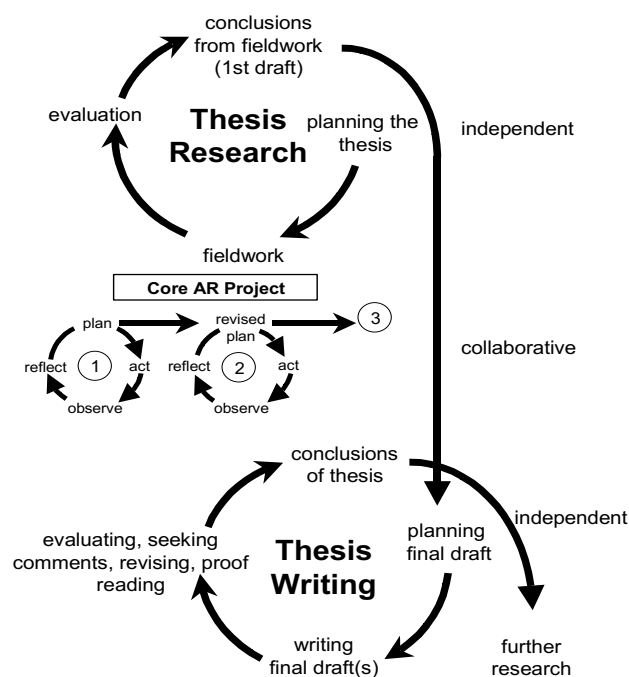 conclusions
from fieldwork
(1st draft)
evaluation
Thesis
Research
planning the
thesis
independent
fieldwork
Core AR Project
plan
revised
plan
3
reflect
1
act
reflect
2
act
observe
observe
collaborative
conclusions
of thesis
independent
evaluating, seeking
comments, revising, proof
reading
Thesis
Writing
planning
final draft
writing
final draft(s)
further
research